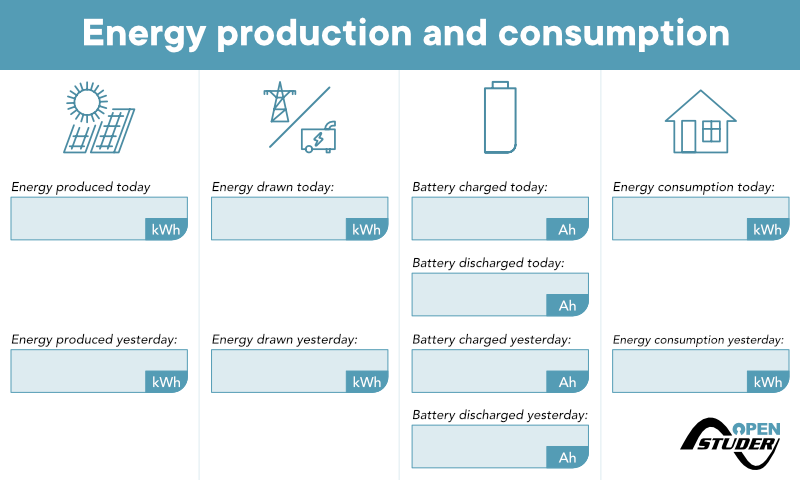 Energy production and consumption
Energy produced today
kWh
Energy drawn today:
kWh
Battery charged today:
Ah
Energy consumption today:
kWh
Battery discharged today:
Ah
Energy produced yesterday:
kWh
Energy drawn yesterday:
kWh
Battery charged yesterday:
Ah
Energy consumption yesterday:
kWh
Battery discharged yesterday:
Ah
OPEN
STUDER